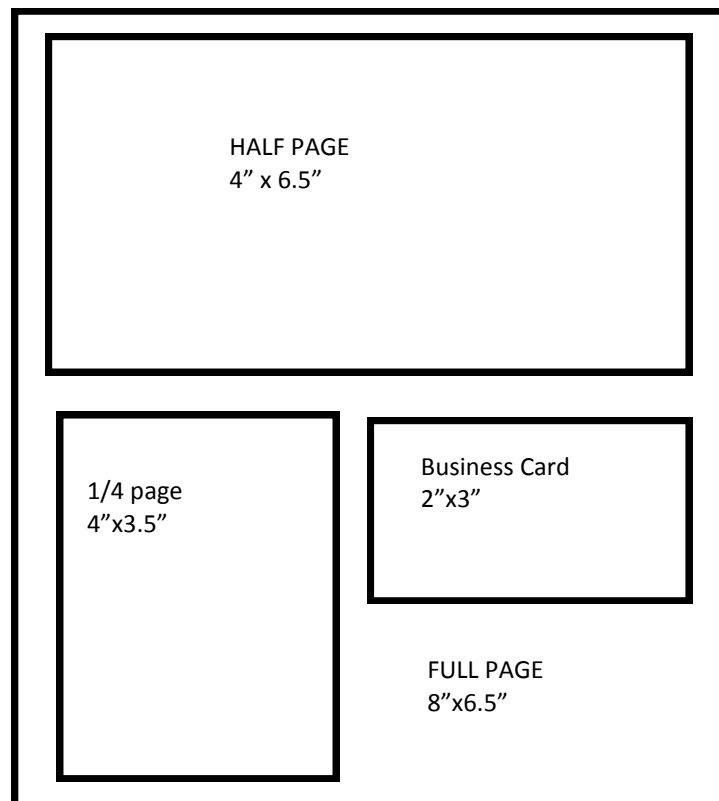 HALF PAGE
4” x 6.5”
1/4 page
4”x3.5”
Business Card
2”x3”
FULL PAGE
8”x6.5”